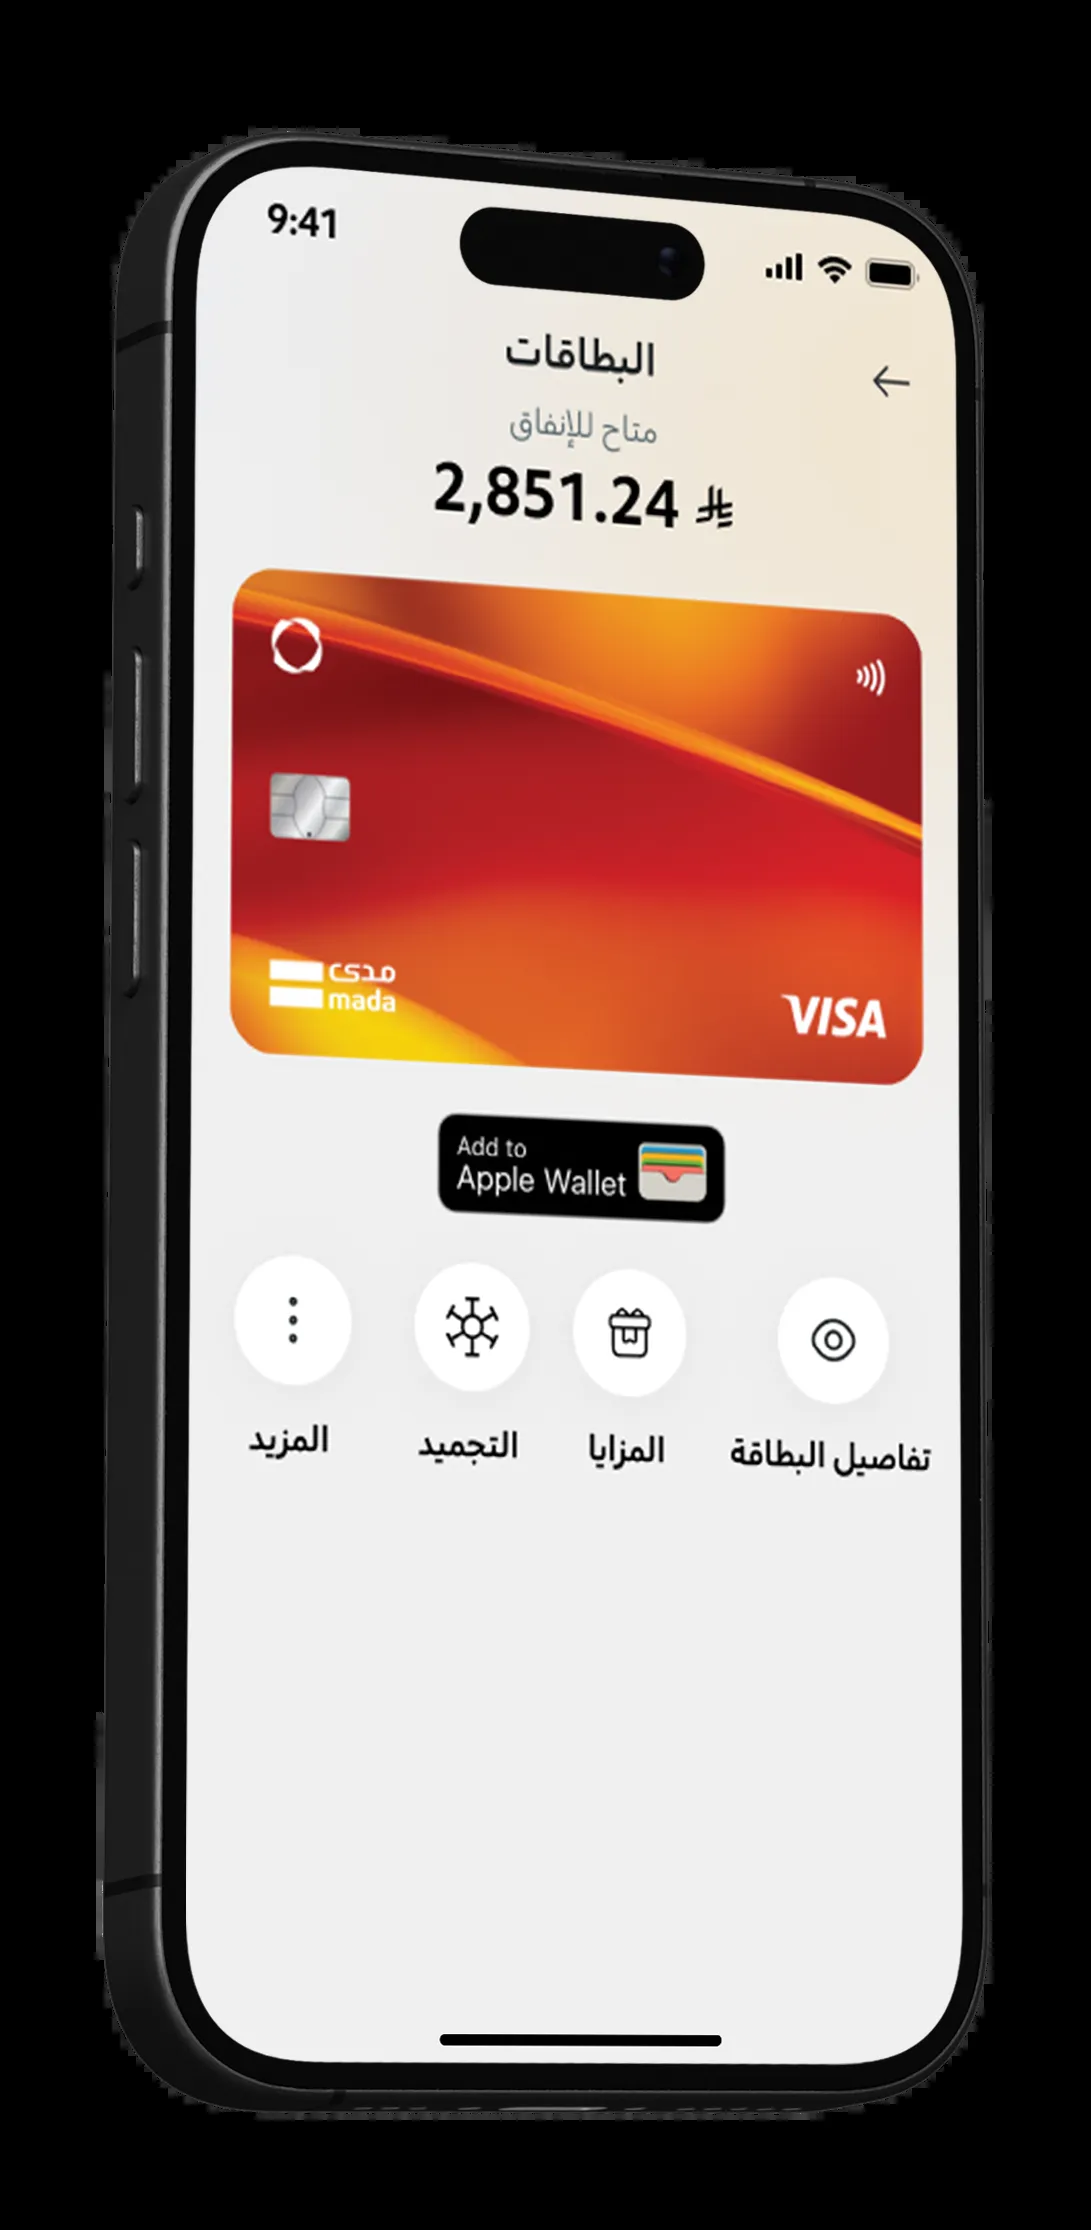 9:41
البطاقات
متاح للإنفاق
2,851.24 ⃁
مدى
mada
VISA
Add to
Apple Wallet
تفاصيل البطاقة
المزايا
التجميد
المزيد